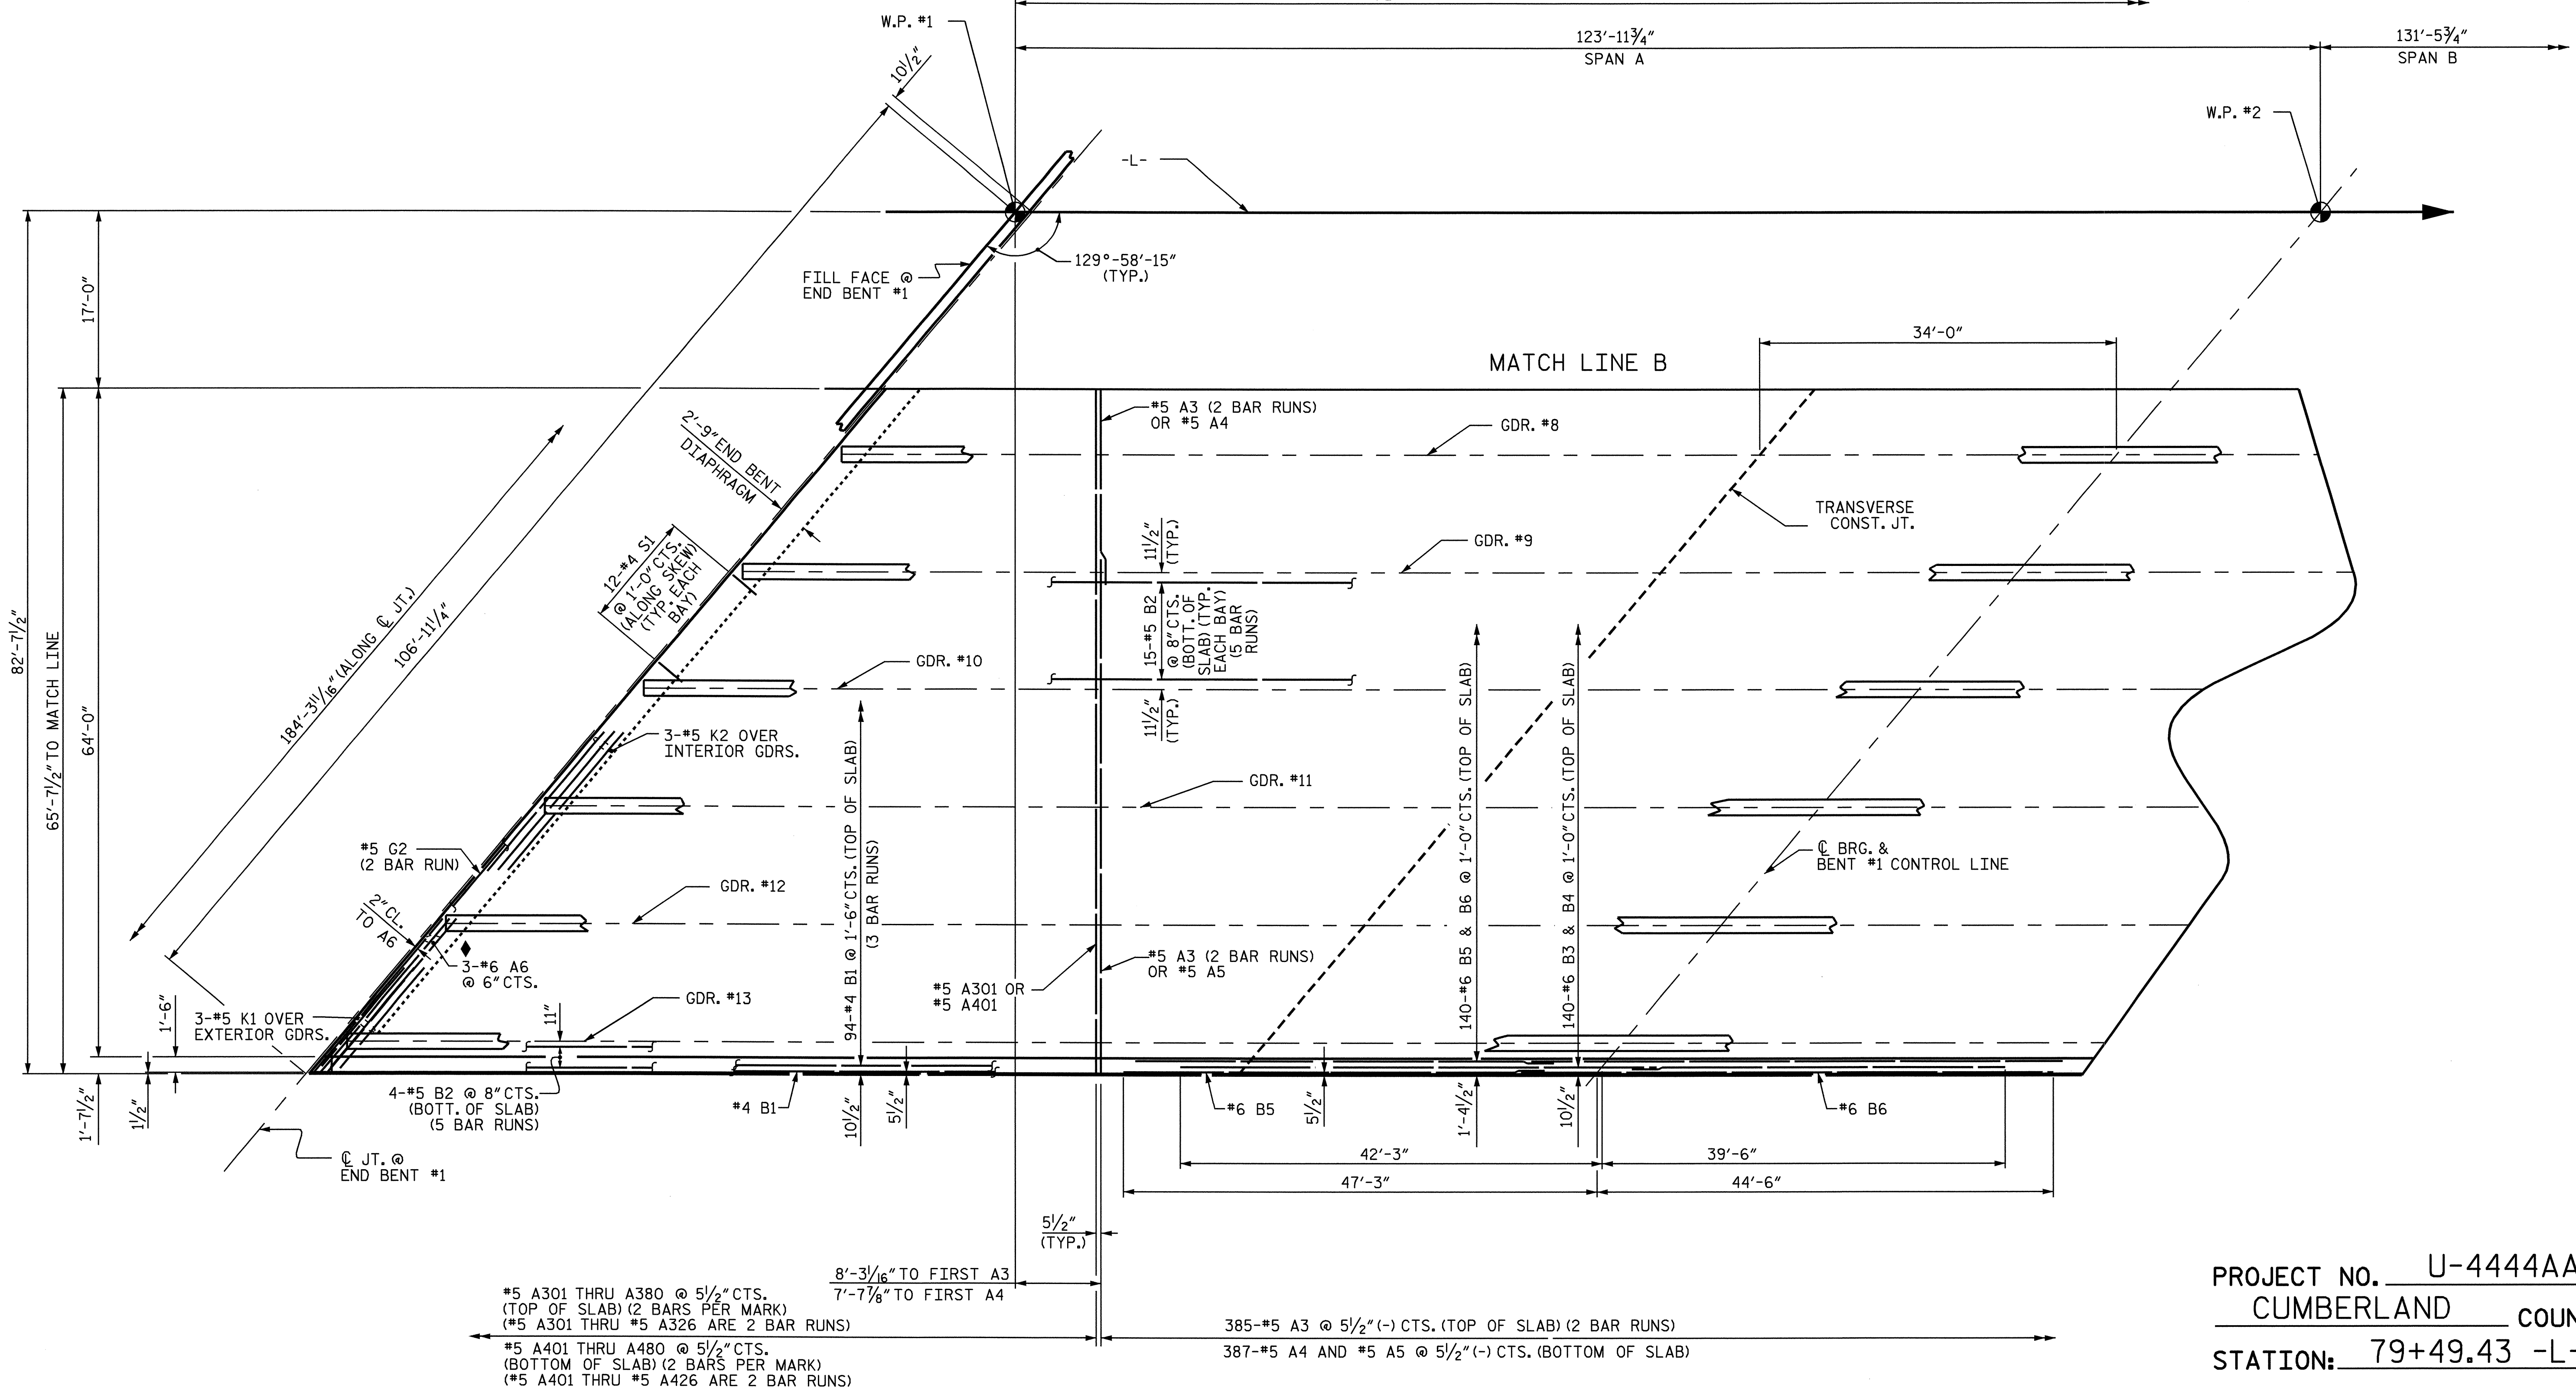 W.P. #1
123'-11¾"
SPAN A
131'-5¾"
SPAN B
10½"
W.P. #2
-L-
129°-58'-15"
(TYP.)
FILL FACE @
END BENT #1
17'-0"
82'-7½"
65'-7½" TO MATCH LINE
64'-0"
34'-0"
MATCH LINE B
184'-3 11/16" (ALONG ℄ JT.)
106'-11¼"
2'-9" END BENT
DIAPHRAGM
#5 A3 (2 BAR RUNS)
OR #5 A4
GDR. #8
TRANSVERSE
CONST. JT.
12-#4 S1
@ 1'-0" CTS.
(ALONG SKEW)
(TYP. EACH
BAY)
11½"
(TYP.)
GDR. #9
15-#5 B2
@ 8" CTS.
(BOTT. OF
SLAB) (TYP.
EACH BAY)
(5 BAR
RUNS)
11½"
(TYP.)
GDR. #10
3-#5 K2 OVER
INTERIOR GDRS.
94-#4 B1 @ 1'-6" CTS. (TOP OF SLAB)
(3 BAR RUNS)
140-#6 B5 & B6 @ 1'-0" CTS. (TOP OF SLAB)
140-#6 B3 & B4 @ 1'-0" CTS. (TOP OF SLAB)
GDR. #11
#5 G2
(2 BAR RUN)
℄ BRG. &
BENT #1 CONTROL LINE
GDR. #12
2" CL.
TO A6
3-#6 A6
@ 6" CTS.
#5 A3 (2 BAR RUNS)
OR #5 A5
#5 A301 OR
#5 A401
GDR. #13
1'-6"
3-#5 K1 OVER
EXTERIOR GDRS.
11"
1'-7½"
1½"
4-#5 B2 @ 8" CTS.
(BOTT. OF SLAB)
(5 BAR RUNS)
#4 B1
10½"
5½"
#6 B5
5½"
1'-4½"
10½"
#6 B6
℄ JT. @
END BENT #1
42'-3"
39'-6"
47'-3"
44'-6"
5½"
(TYP.)
8'-3 1/16" TO FIRST A3
7'-7⅞" TO FIRST A4
#5 A301 THRU A380 @ 5½" CTS.
(TOP OF SLAB) (2 BARS PER MARK)
(#5 A301 THRU #5 A326 ARE 2 BAR RUNS)
#5 A401 THRU A480 @ 5½" CTS.
(BOTTOM OF SLAB) (2 BARS PER MARK)
(#5 A401 THRU #5 A426 ARE 2 BAR RUNS)
385-#5 A3 @ 5½" (-) CTS. (TOP OF SLAB) (2 BAR RUNS)
387-#5 A4 AND #5 A5 @ 5½" (-) CTS. (BOTTOM OF SLAB)
PROJECT NO. U-4444AA
CUMBERLAND COUN
STATION: 79+49.43 -L-